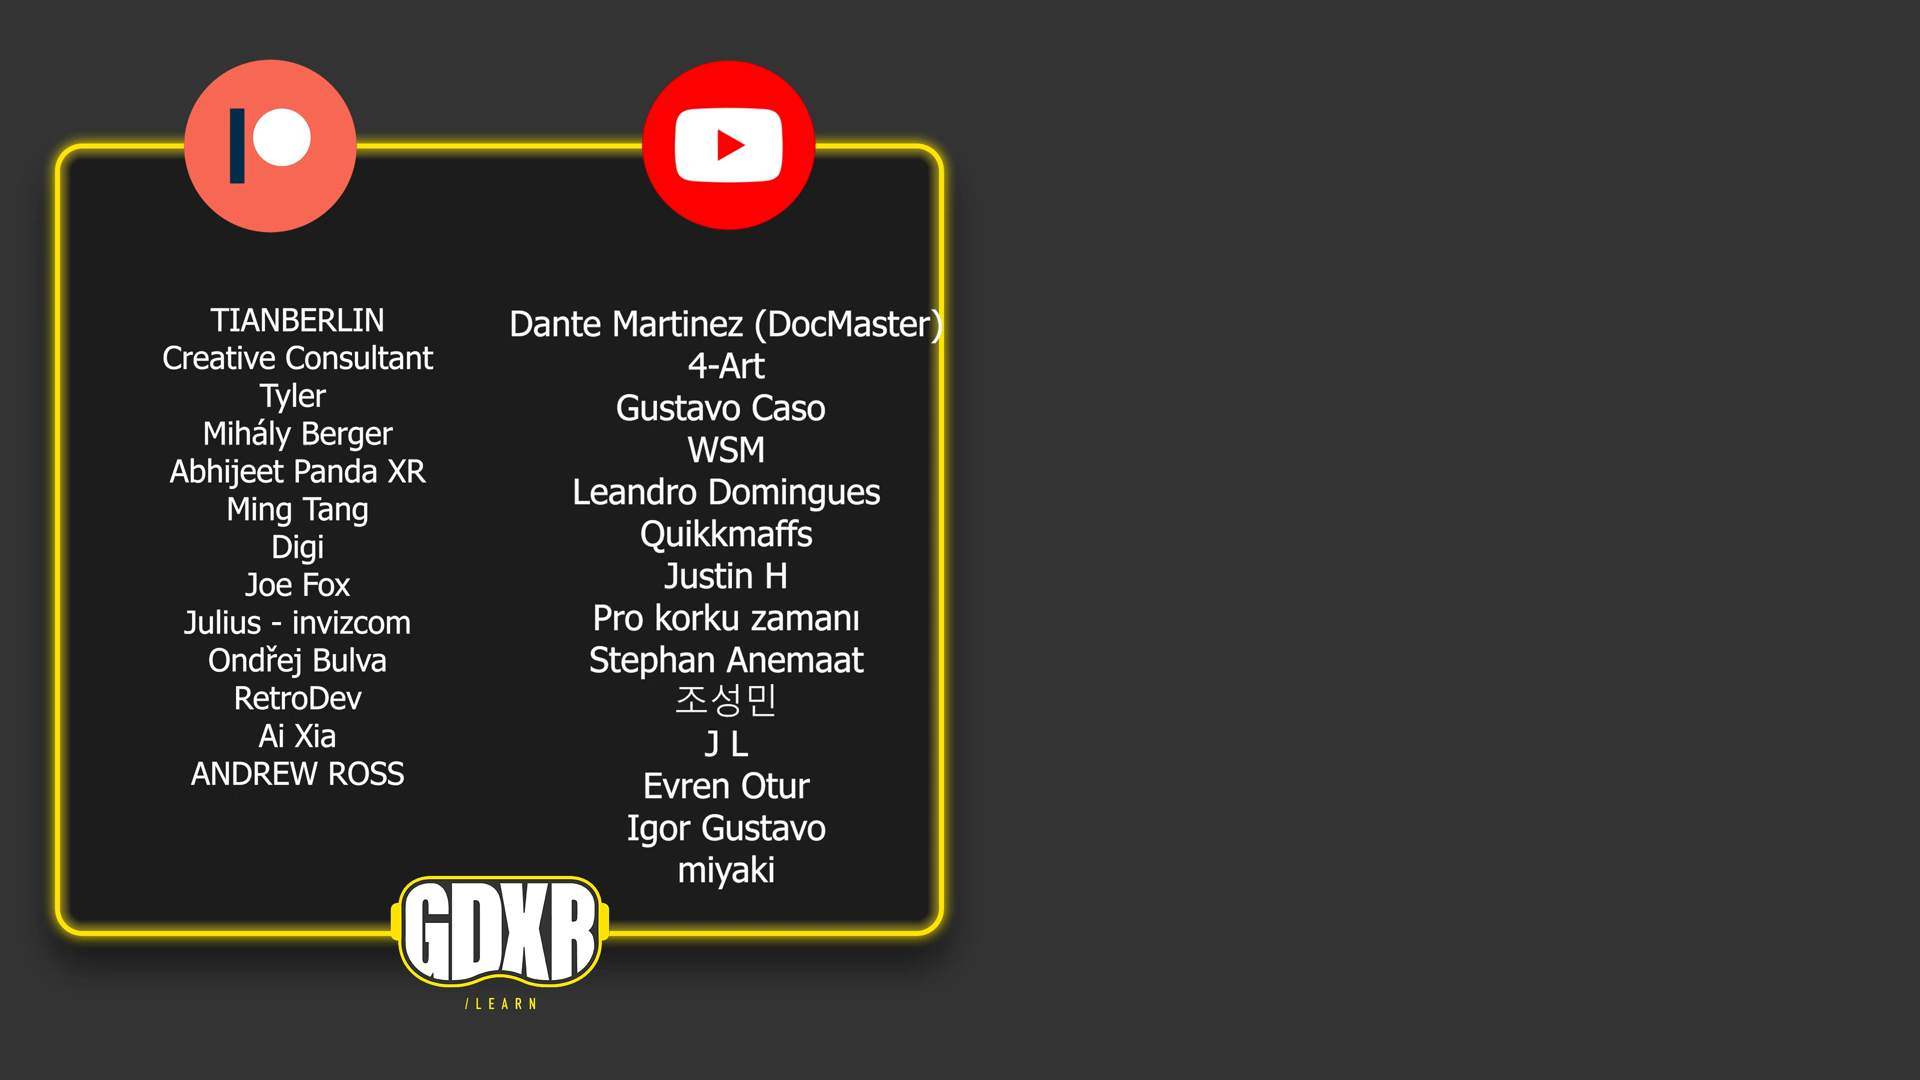 TIANBERLIN
Creative Consultant
Tyler
Mihály Berger
Abhijeet Panda XR
Ming Tang
Digi
Joe Fox
Julius - invizcom
Ondřej Bulva
RetroDev
Ai Xia
ANDREW ROSS
Dante Martinez (DocMaster)
4-Art
Gustavo Caso
WSM
Leandro Domingues
Quikkmaffs
Justin H
Pro korku zamanı
Stephan Anemaat
조성민
J L
Evren Otur
Igor Gustavo
miyaki
GDXR
/LEARN